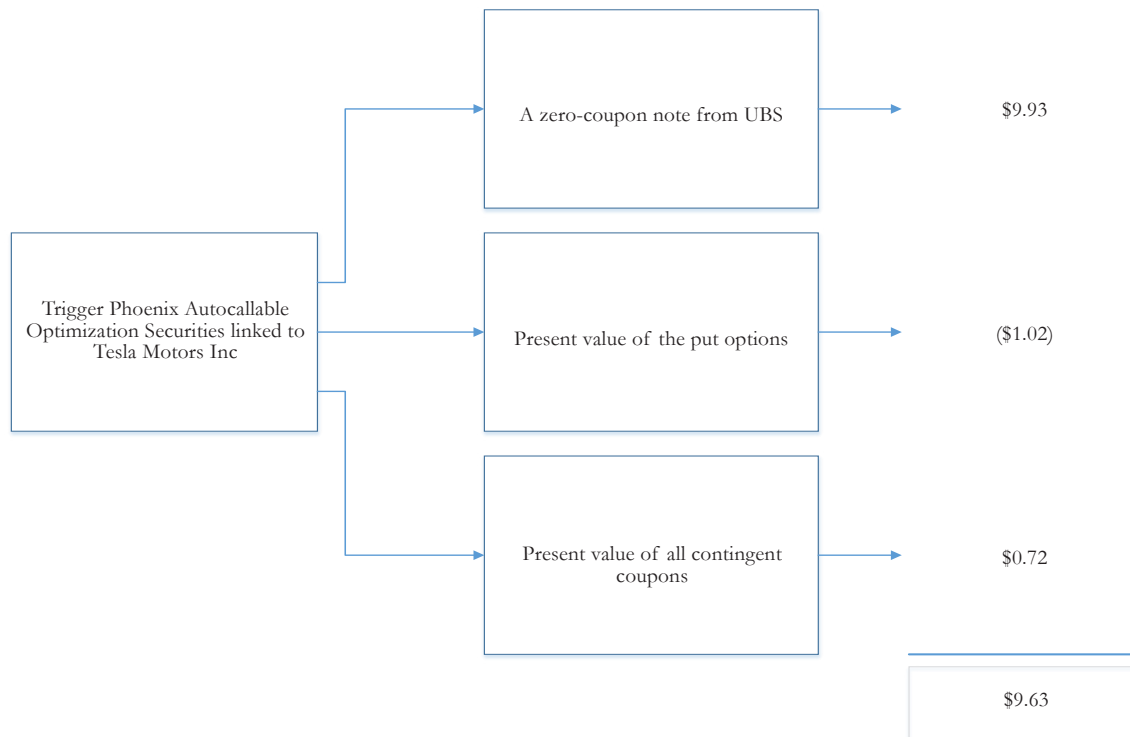 A zero-coupon note from UBS
$9.93
Trigger Phoenix Autocallable
Optimization Securities linked to
Tesla Motors Inc
Present value of the put options
($1.02)
Present value of all contingent
coupons
$0.72
$9.63